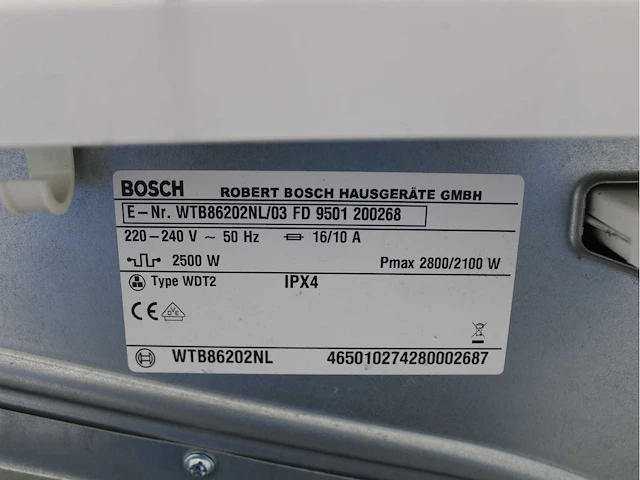 BOSCH ROBERT BOSCH HAUSGERÄTE GMBH
E-Nr. WTB86202NL/03 FD 9501 200268
220-240 V ~ 50 Hz 16/10 A
2500 W Pmax 2800/2100 W
Type WDT2 IPX4
CE DVE
WTB86202NL 465010274280002687